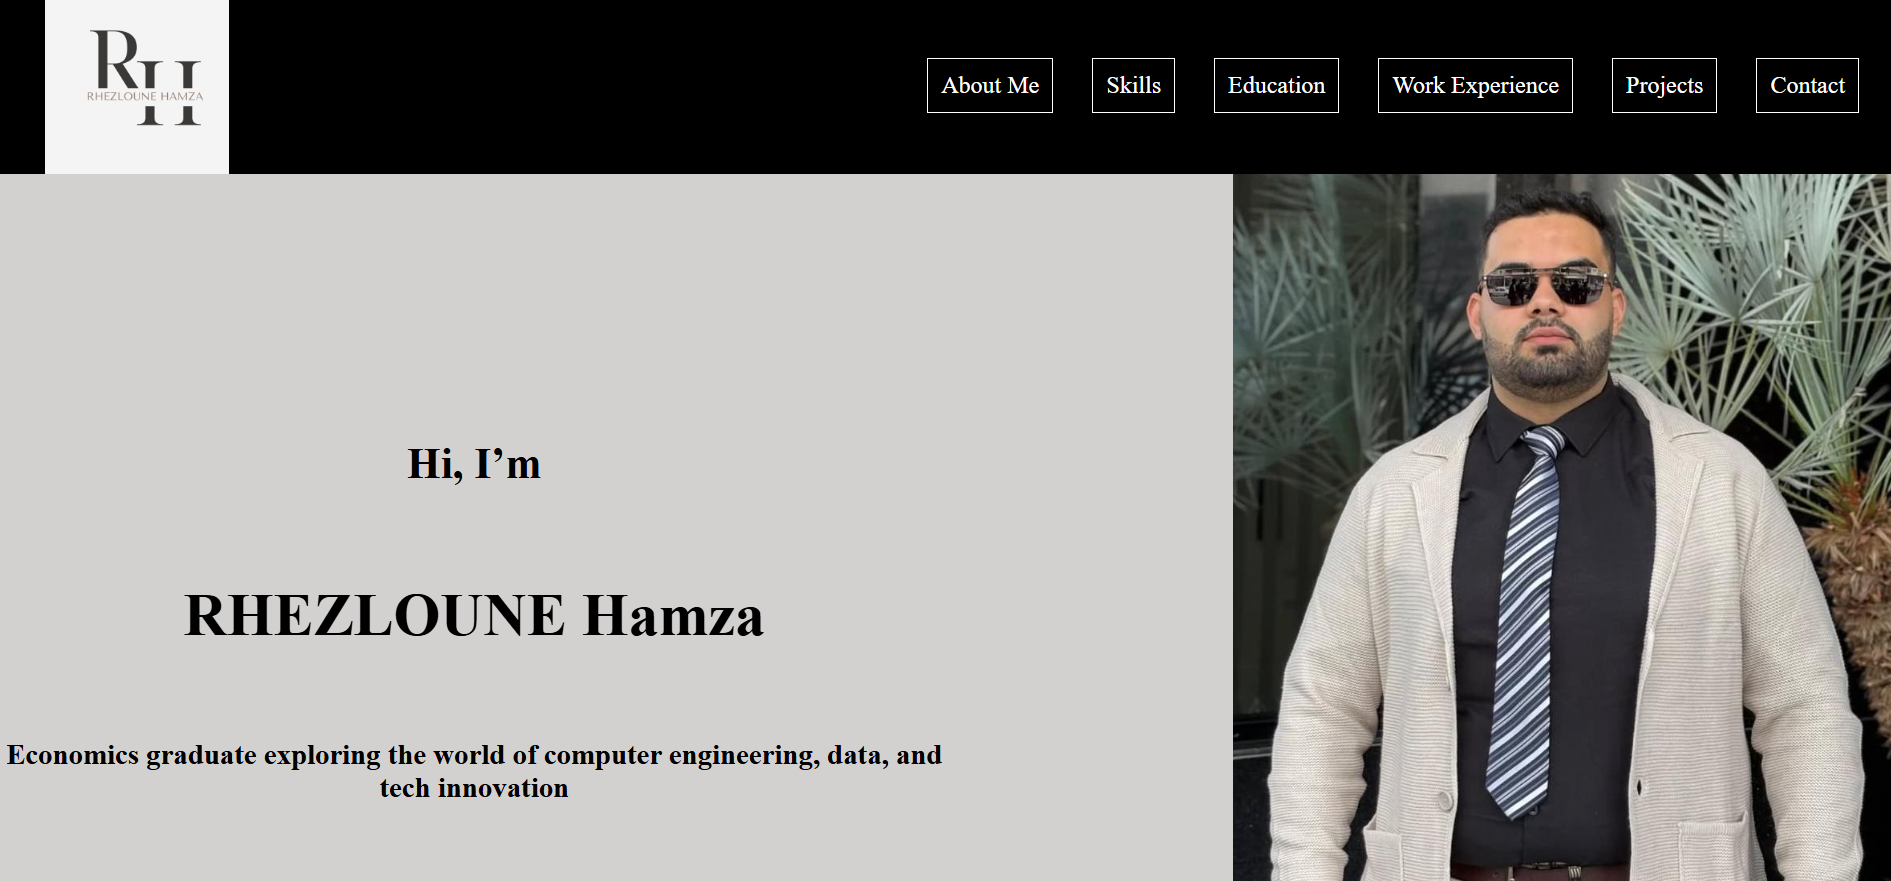 RH
RHEZLOUNE HAMZA
About Me
Skills
Education
Work Experience
Projects
Contact
Hi, I’m
RHEZLOUNE Hamza
Economics graduate exploring the world of computer engineering, data, and
tech innovation